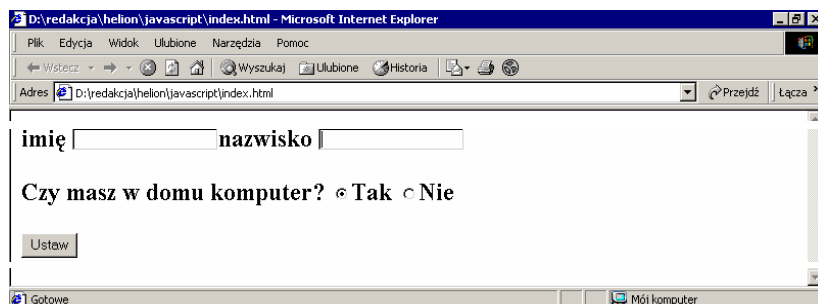 D:\redakcja\helion\javascript\index.html - Microsoft Internet Explorer
Plik Edycja Widok Ulubione Narzędzia Pomoc
Wstecz Wyszukaj Ulubione Historia
Adres D:\redakcja\helion\javascript\index.html Przejdź Łącza
imię nazwisko
Czy masz w domu komputer? Tak Nie
Ustaw
Gotowe Mój komputer